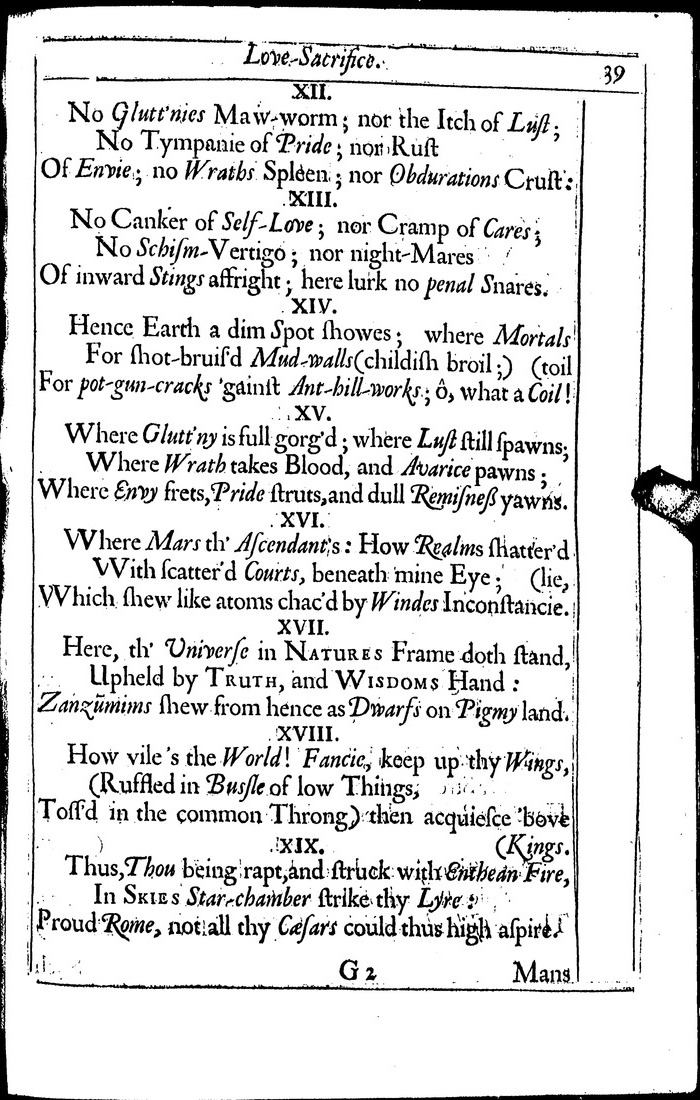 Love-Sacrifice.
39
XII.
No Glutt'nies Maw-worm; nor the Itch of Luſt;
No Tympanie of Pride; nor Ruſt
Of Envie; no Wraths Spleen; nor Obdurations Cruſt:
XIII.
No Canker of Self-Love; nor Cramp of Cares;
No Schiſm-Vertigo; nor night-Mares
Of inward Stings affright; here lurk no penal Snares.
XIV.
Hence Earth a dim Spot ſhowes; where Mortals
For ſhot-bruiſ'd Mud-walls (childiſh broil;) (toil
For pot-gun-cracks 'gainſt Ant-hill-works; ô, what a Coil!
XV.
Where Glutt'ny is full gorg'd; where Luſt ſtill ſpawns;
Where Wrath takes Blood, and Avarice pawns;
Where Envy frets, Pride ſtruts, and dull Remiſneß yawns.
XVI.
Where Mars th' Aſcendant's: How Realms ſhatter'd
With ſcatter'd Courts, beneath mine Eye; (lie,
Which ſhew like atoms chac'd by Windes Inconſtancie.
XVII.
Here, th' Univerſe in NATURES Frame doth ſtand,
Upheld by TRUTH, and WISDOMS Hand:
Zanzūmims ſhew from hence as Dwarfs on Pigmy land.
XVIII.
How vile's the World! Fancie, keep up thy Wings,
(Ruffled in Buſſle of low Things,
Toſſ'd in the common Throng,) then acquieſce 'bove
(Kings.
XIX.
Thus, Thou being rapt, and ſtruck with Enthean Fire,
In SKIES Star-chamber ſtrike thy Lyre:
Proud Rome, not all thy Cæſars could thus high aſpire.
G 2 Mans